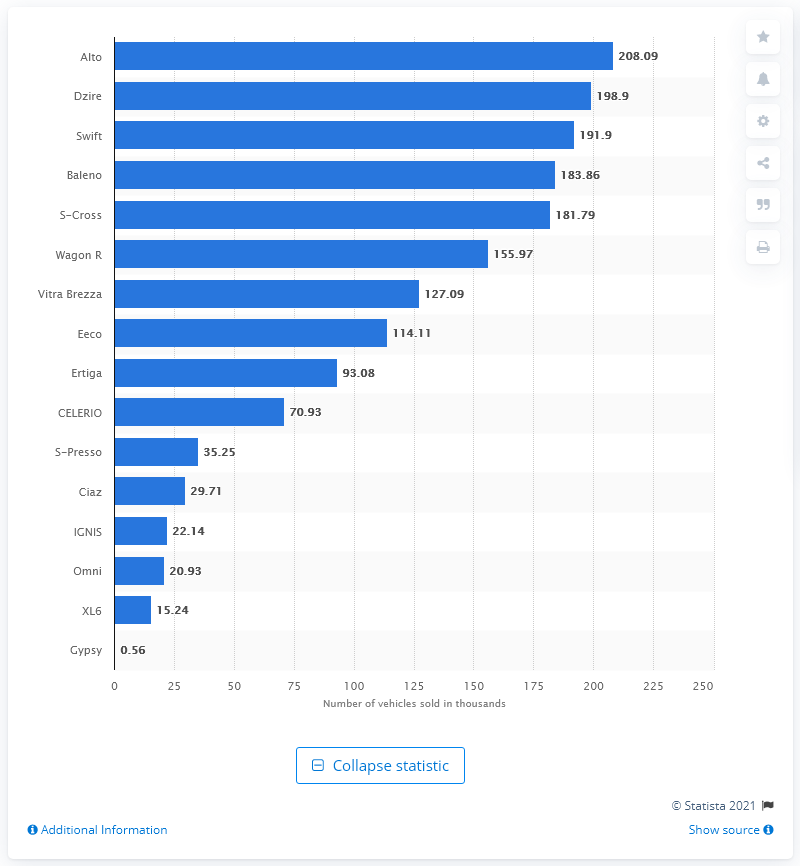 Alto 208.09
Dzire 198.9
Swift 191.9
Baleno 183.86
S-Cross 181.79
Wagon R 155.97
Vitra Brezza 127.09
Eeco 114.11
Ertiga 93.08
CELERIO 70.93
S-Presso 35.25
Ciaz 29.71
IGNIS 22.14
Omni 20.93
XL6 15.24
Gypsy 0.56
0 25 50 75 100 125 150 175 200 225 250
Number of vehicles sold in thousands
Collapse statistic
© Statista 2021
Additional Information Show source